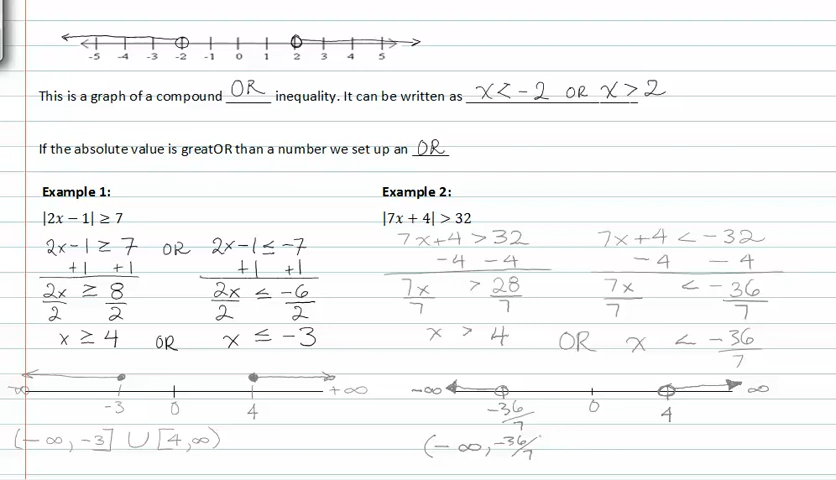 -5 -4 -3 -2 -1 0 1 2 3 4 5
This is a graph of a compound OR inequality. It can be written as x < -2 OR x > 2
If the absolute value is greatOR than a number we set up an OR
Example 1:
|2x − 1| ≥ 7
2x-1 ≥ 7 OR 2x-1 ≤ -7
+1 +1 +1 +1
2x ≥ 8 2x ≤ -6
2 2 2 2
x ≥ 4 OR x ≤ -3
-∞ +∞
-3 0 4
(-∞, -3] ∪ [4, ∞)
Example 2:
|7x + 4| > 32
7x+4 > 32 7x+4 < -32
-4 -4 -4 -4
7x > 28 7x < -36
7 7 7 7
x > 4 OR x < -36/7
-∞ ∞
-36/7 0 4
(-∞, -36/7